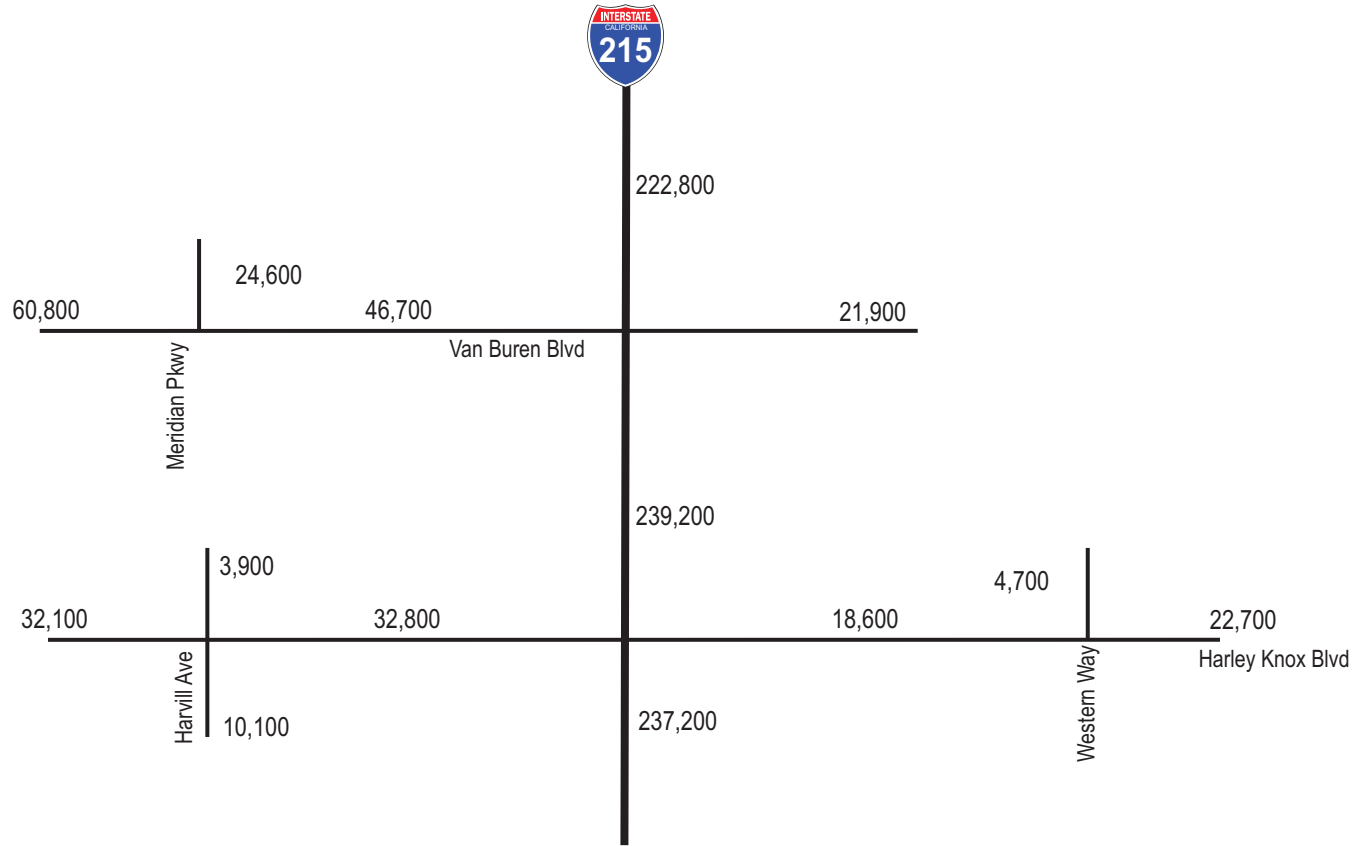 INTERSTATE
CALIFORNIA
215
222,800
24,600
60,800
46,700
21,900
Van Buren Blvd
Meridian Pkwy
239,200
3,900
4,700
32,100
32,800
18,600
22,700
Harley Knox Blvd
Harvill Ave
Western Way
10,100
237,200